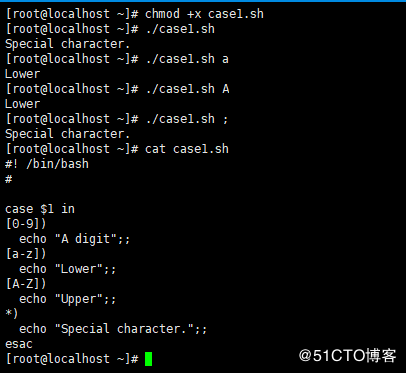 [root@localhost ~]# chmod +x case1.sh
[root@localhost ~]# ./case1.sh
Special character.
[root@localhost ~]# ./case1.sh a
Lower
[root@localhost ~]# ./case1.sh A
Lower
[root@localhost ~]# ./case1.sh ;
Special character.
[root@localhost ~]# cat case1.sh
#! /bin/bash
#
case $1 in
[0-9])
  echo "A digit";;
[a-z])
  echo "Lower";;
[A-Z])
  echo "Upper";;
*)
  echo "Special character.";;
esac
[root@localhost ~]#
@51CTO博客